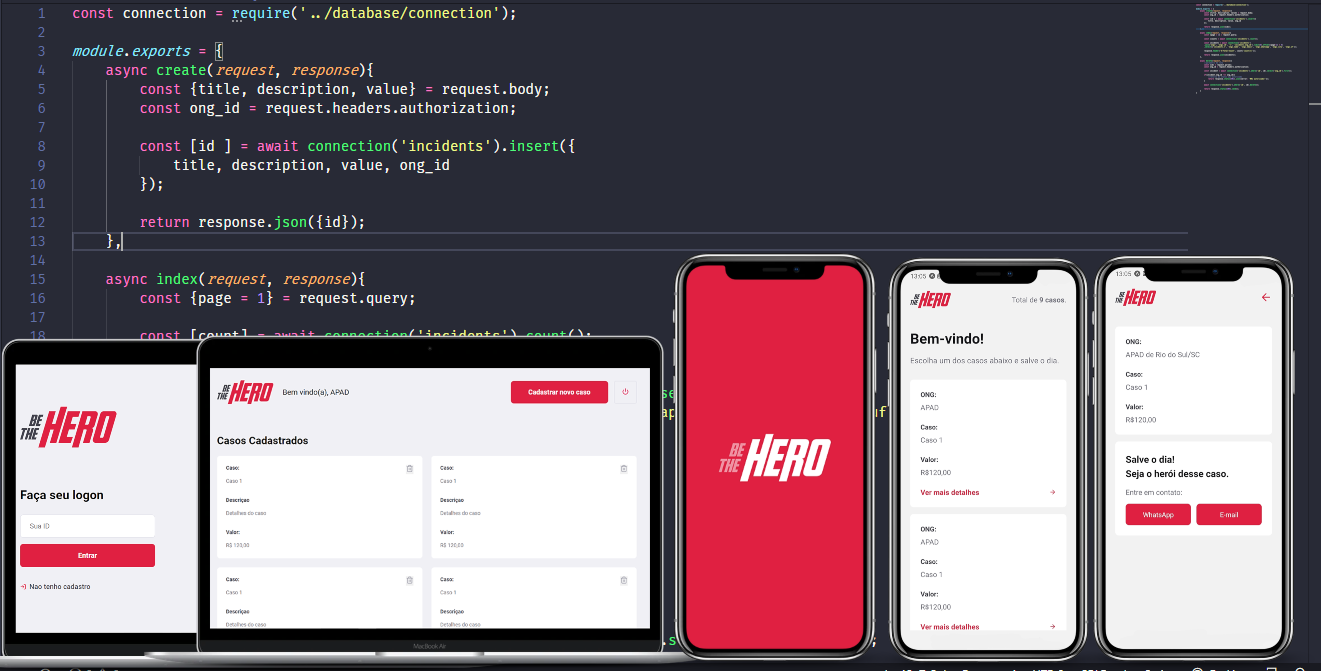 1 const connection = require('../database/connection');
2
3 module.exports = {
4 async create(request, response){
5 const {title, description, value} = request.body;
6 const ong_id = request.headers.authorization;
7
8 const [id ] = await connection('incidents').insert({
9 title, description, value, ong_id
10 });
11
12 return response.json({id});
13 },
14
15 async index(request, response){
16 const {page = 1} = request.query;
17
18 const [count] = await connection('incidents').count();
BE THE HERO
Faça seu logon
Sua ID
Entrar
Nao tenho cadastro
BE THE HERO
Bem vindo(a), APAD
Cadastrar novo caso
Casos Cadastrados
Caso:
Caso 1
Descriçao
Detalhes do caso
Valor:
R$ 120,00
Caso:
Caso 1
Descriçao
Detalhes do caso
Valor:
R$ 120,00
Caso:
Caso 1
Descriçao
Detalhes do caso
Caso:
Caso 1
Descriçao
Detalhes do caso
MacBook Air
BE THE HERO
13:05
BE THE HERO
Total de 9 casos.
Bem-vindo!
Escolha um dos casos abaixo e salve o dia.
ONG:
APAD
Caso:
Caso 1
Valor:
R$120,00
Ver mais detalhes
ONG:
APAD
Caso:
Caso 1
Valor:
R$120,00
Ver mais detalhes
13:05
BE THE HERO
ONG:
APAD de Rio do Sul/SC
Caso:
Caso 1
Valor:
R$120,00
Salve o dia!
Seja o herói desse caso.
Entre em contato:
WhatsApp
E-mail